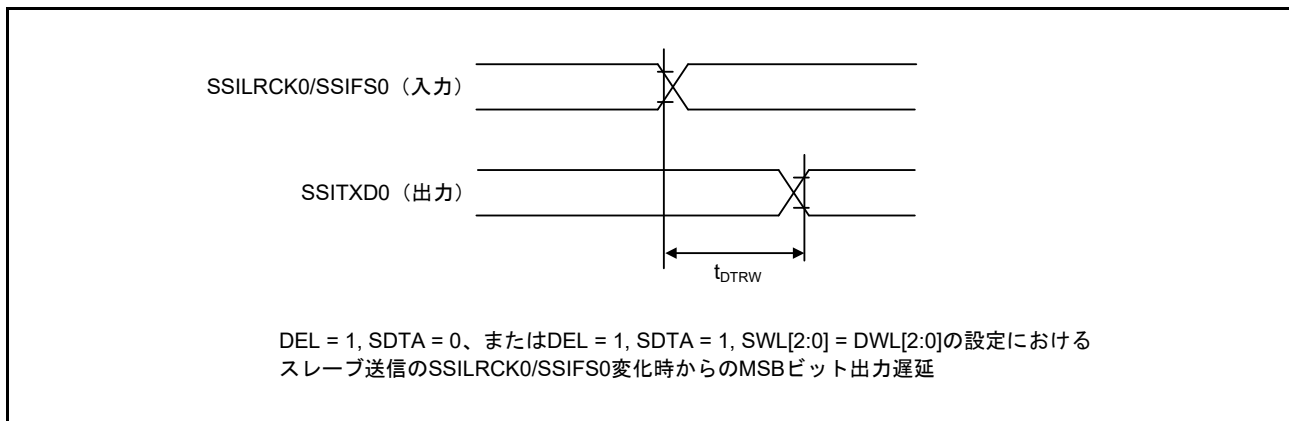 SSILRCK0/SSIFS0（入力）
SSITXD0（出力）
tDTRW
DEL = 1, SDTA = 0、またはDEL = 1, SDTA = 1, SWL[2:0] = DWL[2:0]の設定における
スレーブ送信のSSILRCK0/SSIFS0変化時からのMSBビット出力遅延